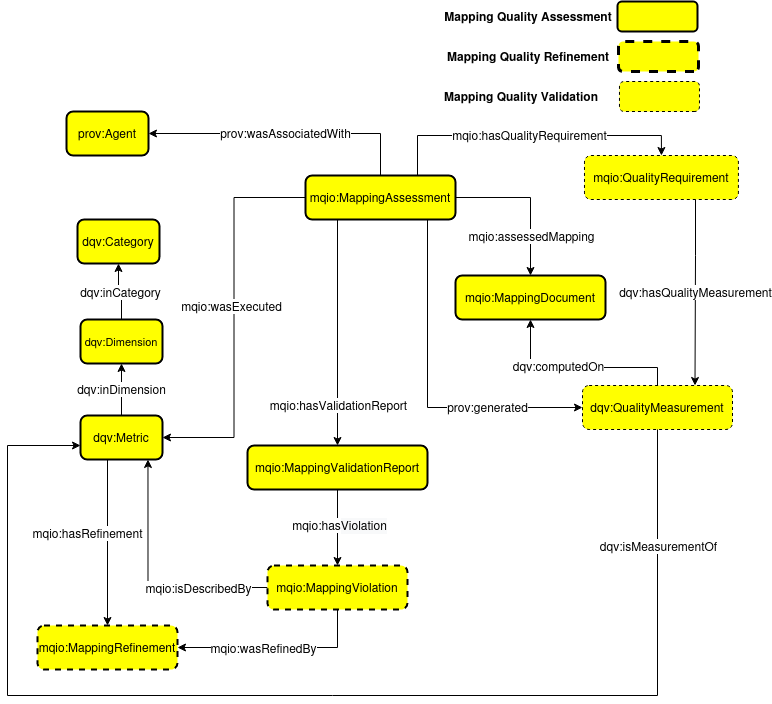 Mapping Quality Assessment
Mapping Quality Refinement
Mapping Quality Validation
prov:Agent
prov:wasAssociatedWith
mqio:hasQualityRequirement
mqio:MappingAssessment
mqio:QualityRequirement
dqv:Category
mqio:assessedMapping
dqv:inCategory
mqio:wasExecuted
mqio:MappingDocument
dqv:hasQualityMeasurement
dqv:Dimension
dqv:computedOn
dqv:inDimension
mqio:hasValidationReport
prov:generated
dqv:QualityMeasurement
dqv:Metric
mqio:MappingValidationReport
mqio:hasRefinement
mqio:hasViolation
dqv:isMeasurementOf
mqio:isDescribedBy
mqio:MappingViolation
mqio:MappingRefinement
mqio:wasRefinedBy